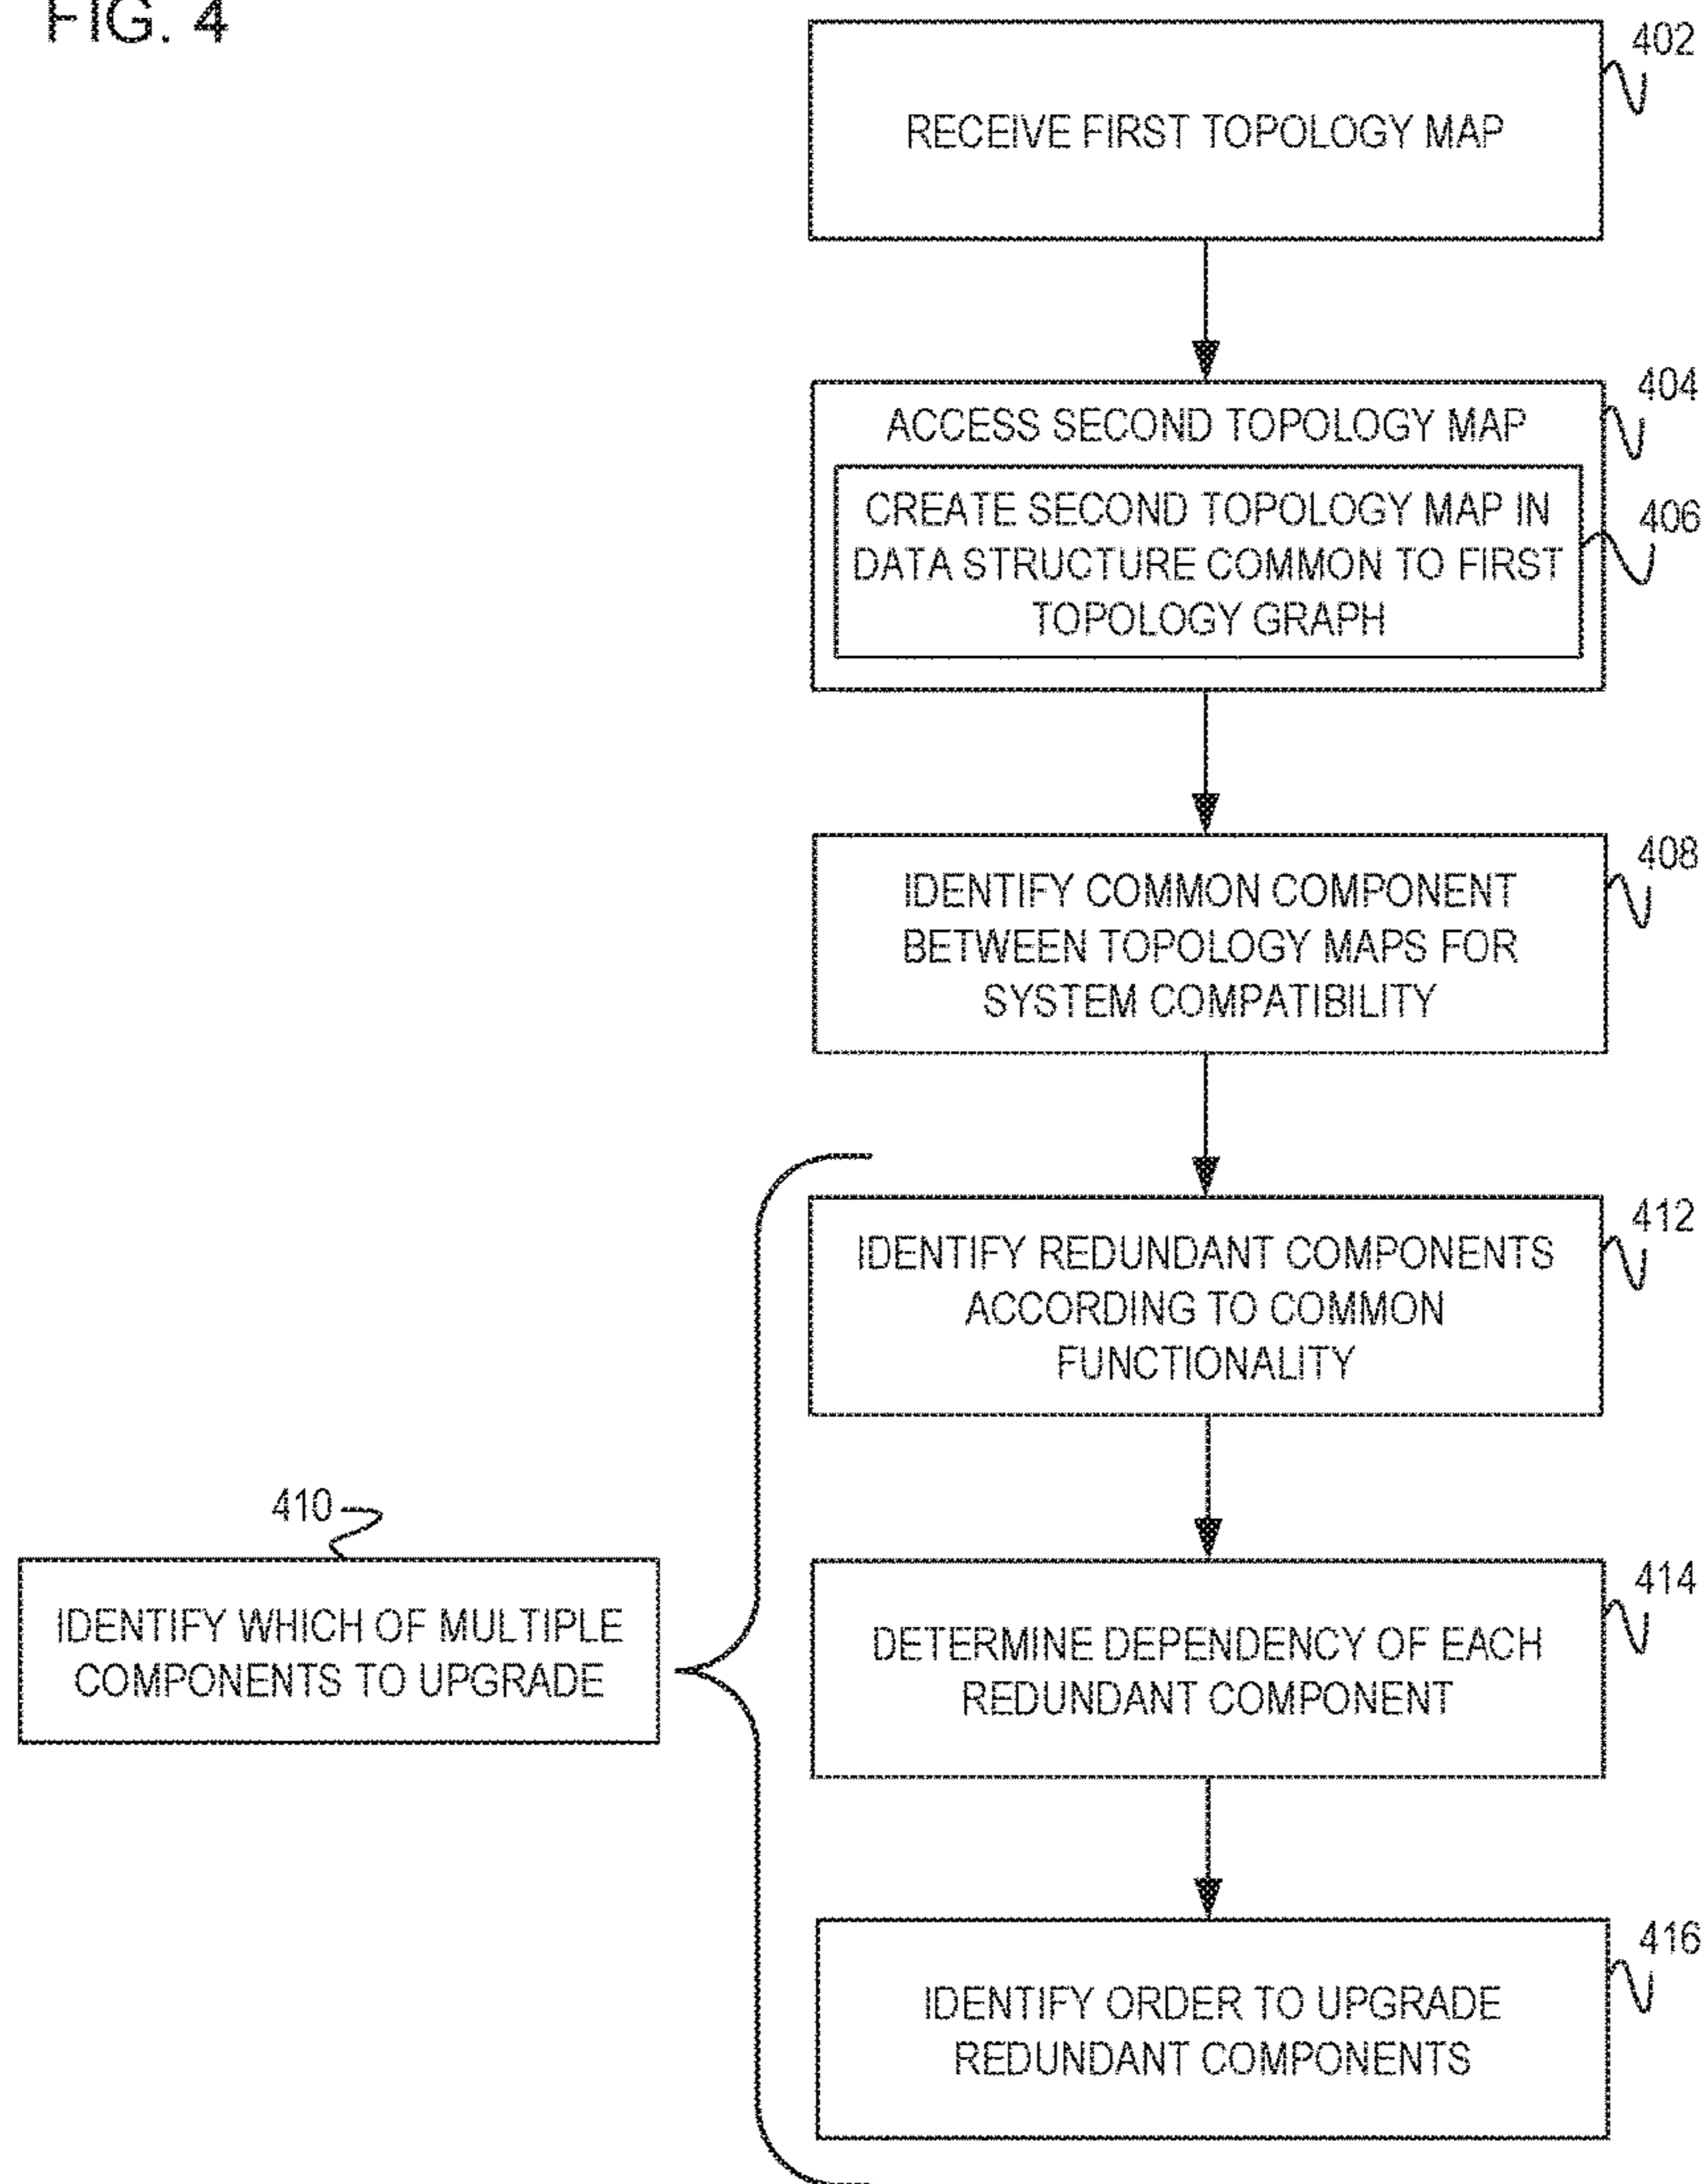 FIG. 4
402
RECEIVE FIRST TOPOLOGY MAP
404
ACCESS SECOND TOPOLOGY MAP
406
CREATE SECOND TOPOLOGY MAP IN
DATA STRUCTURE COMMON TO FIRST
TOPOLOGY GRAPH
408
IDENTIFY COMMON COMPONENT
BETWEEN TOPOLOGY MAPS FOR
SYSTEM COMPATIBILITY
410
IDENTIFY WHICH OF MULTIPLE
COMPONENTS TO UPGRADE
412
IDENTIFY REDUNDANT COMPONENTS
ACCORDING TO COMMON
FUNCTIONALITY
414
DETERMINE DEPENDENCY OF EACH
REDUNDANT COMPONENT
416
IDENTIFY ORDER TO UPGRADE
REDUNDANT COMPONENTS